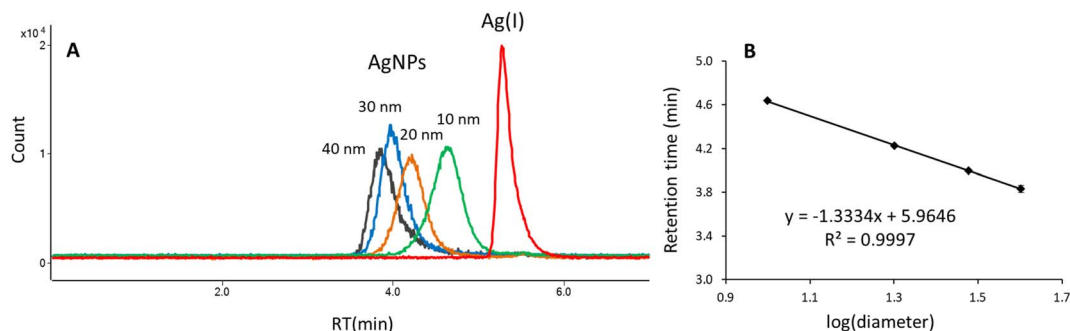 Ag(I)
x10⁴
A
2
AgNPs
30 nm
20 nm
10 nm
40 nm
1
0
Count
2.0
4.0
6.0
RT(min)
B
5.0
4.6
4.2
3.8
3.4
3.0
Retention time (min)
y = -1.3334x + 5.9646
R² = 0.9997
0.9
1.1
1.3
1.5
1.7
log(diameter)